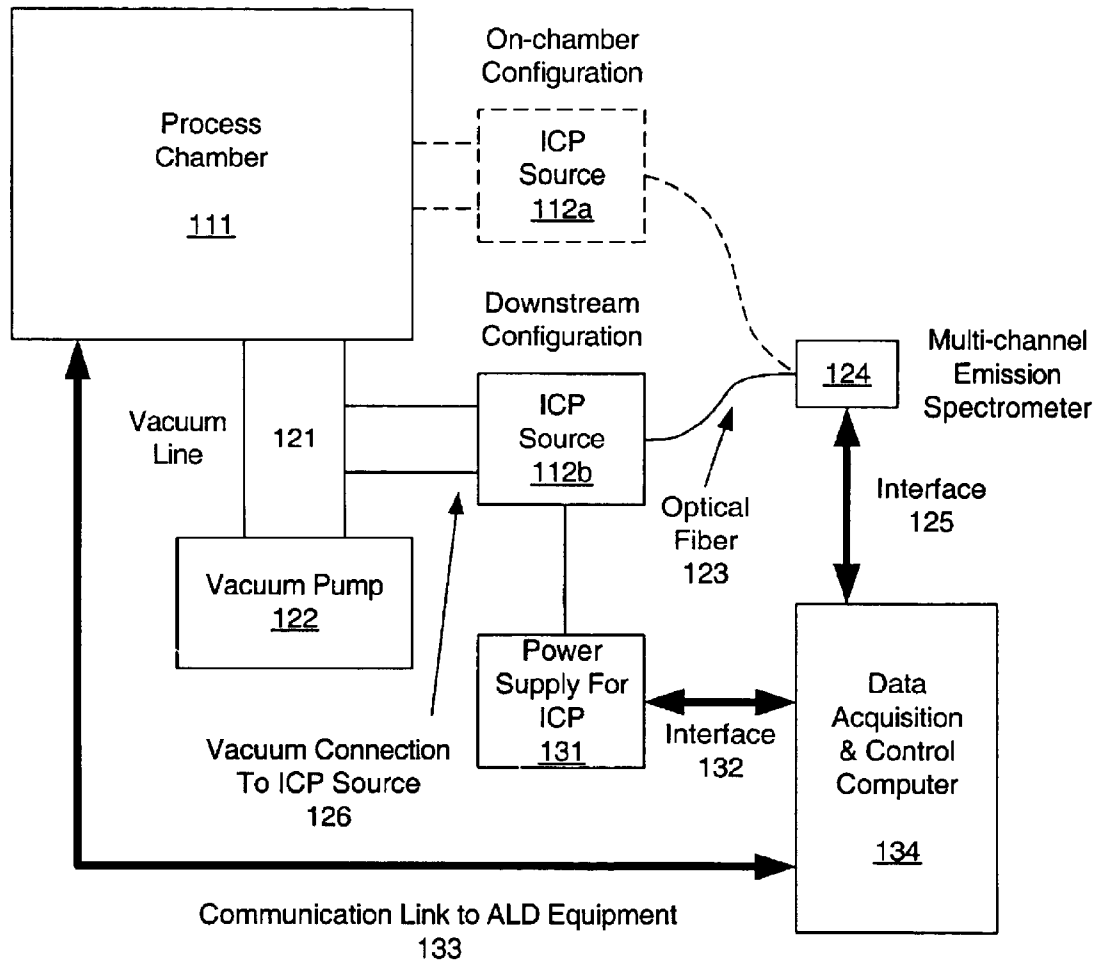 On-chamber
Configuration
Process
Chamber
111
ICP
Source
112a
Downstream
Configuration
ICP
Source
112b
124
Multi-channel
Emission
Spectrometer
Vacuum
Line
121
Optical
Fiber
123
Interface
125
Vacuum Pump
122
Power
Supply For
ICP
131
Interface
132
Data
Acquisition
& Control
Computer
134
Vacuum Connection
To ICP Source
126
Communication Link to ALD Equipment
133